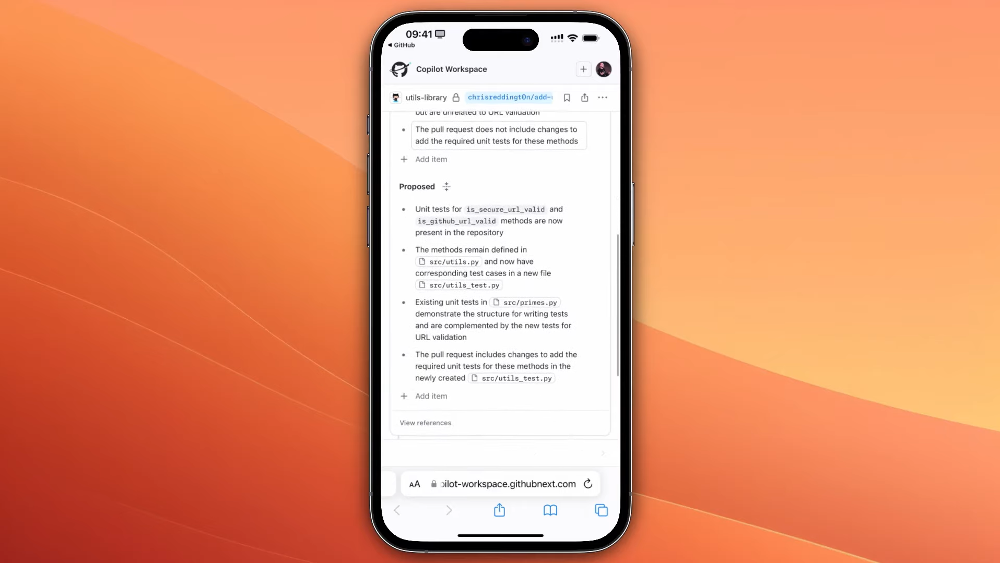 09:41
◀ GitHub
Copilot Workspace
utils-library
chrisreddingt0n/add-
but are unrelated to URL validation
The pull request does not include changes to
add the required unit tests for these methods
Add item
Proposed
Unit tests for is_secure_url_valid and
is_github_url_valid methods are now
present in the repository
The methods remain defined in
src/utils.py and now have
corresponding test cases in a new file
src/utils_test.py
Existing unit tests in src/primes.py
demonstrate the structure for writing tests
and are complemented by the new tests for
URL validation
The pull request includes changes to add the
required unit tests for these methods in the
newly created src/utils_test.py
Add item
View references
AA pilot-workspace.githubnext.com